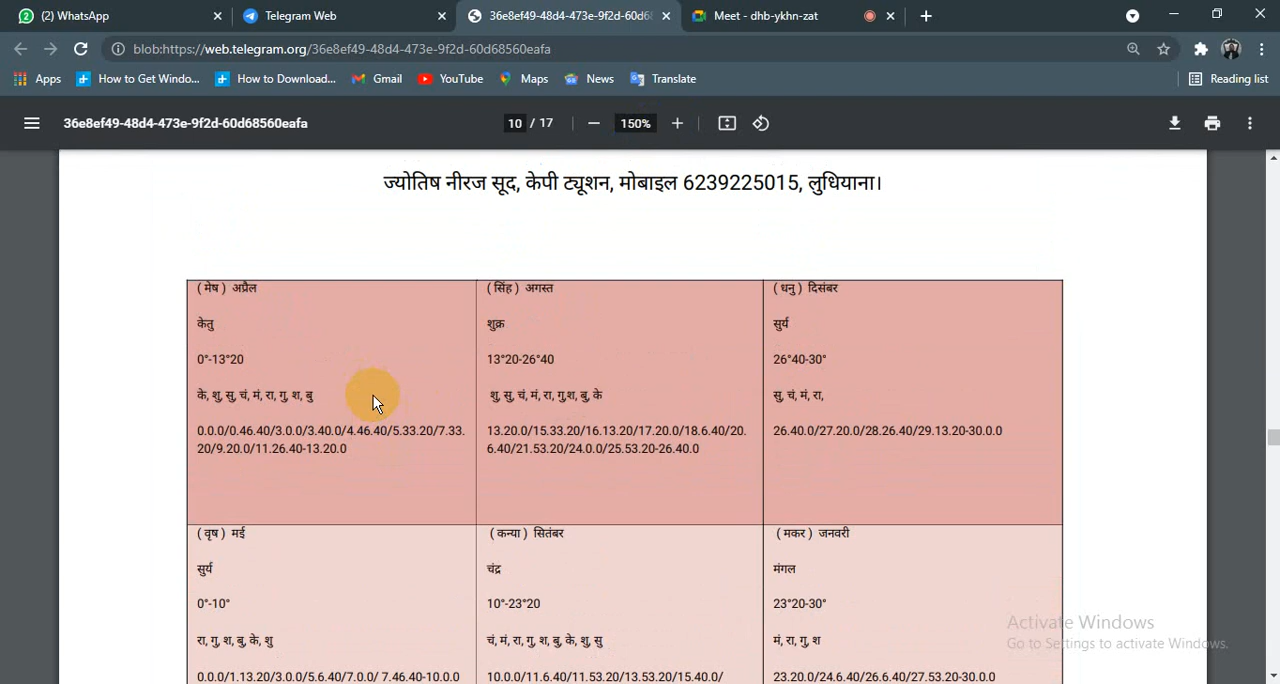 (2) WhatsApp
Telegram Web
36e8ef49-48d4-473e-9f2d-60d68
Meet - dhb-ykhn-zat
blob:https://web.telegram.org/36e8ef49-48d4-473e-9f2d-60d68560eafa
Apps
How to Get Windo...
How to Download...
Gmail
YouTube
Maps
News
Translate
Reading list
36e8ef49-48d4-473e-9f2d-60d68560eafa
10 / 17
150%
ज्योतिष नीरज सूद, केपी ट्यूशन, मोबाइल 6239225015, लुधियाना।
( मेष ) अप्रैल
केतु
0°-13°20
के, शु, सु, चं, मं, रा, गु, श, बु
0.0.0/0.46.40/3.0.0/3.40.0/4.46.40/5.33.20/7.33.
20/9.20.0/11.26.40-13.20.0
( सिंह ) अगस्त
शुक्र
13°20-26°40
शु, सु, चं, मं, रा, गु,श, बु, के
13.20.0/15.33.20/16.13.20/17.20.0/18.6.40/20.
6.40/21.53.20/24.0.0/25.53.20-26.40.0
( धनु ) दिसंबर
सुर्य
26°40-30°
सु, चं, मं, रा,
26.40.0/27.20.0/28.26.40/29.13.20-30.0.0
( वृष ) मई
सुर्य
0°-10°
रा, गु, श, बु, के, शु
0.0.0/1.13.20/3.0.0/5.6.40/7.0.0/ 7.46.40-10.0.0
( कन्या ) सितंबर
चंद्र
10°-23°20
चं, मं, रा, गु, श, बु, के, शु, सु
10.0.0/11.6.40/11.53.20/13.53.20/15.40.0/
( मकर ) जनवरी
मंगल
23°20-30°
मं, रा, गु, श
23.20.0/24.6.40/26.6.40/27.53.20-30.0.0
Activate Windows
Go to Settings to activate Windows.